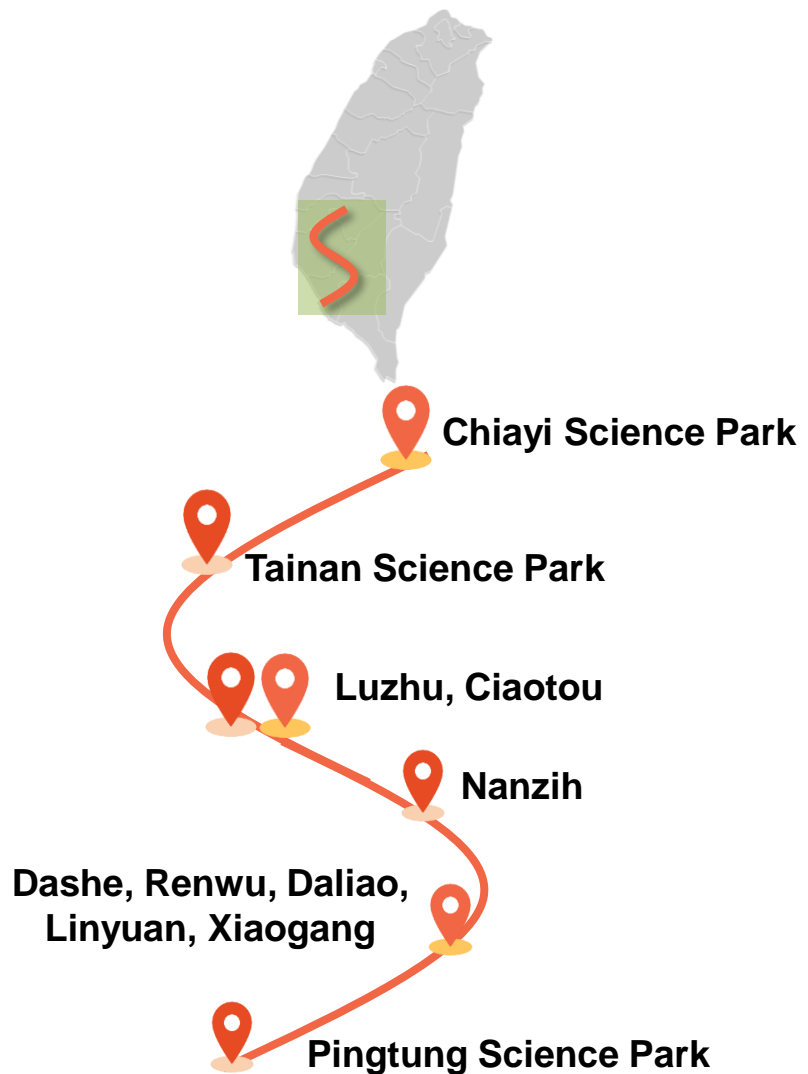 Chiayi Science Park
Tainan Science Park
Luzhu, Ciaotou
Nanzih
Dashe, Renwu, Daliao,
Linyuan, Xiaogang
Pingtung Science Park